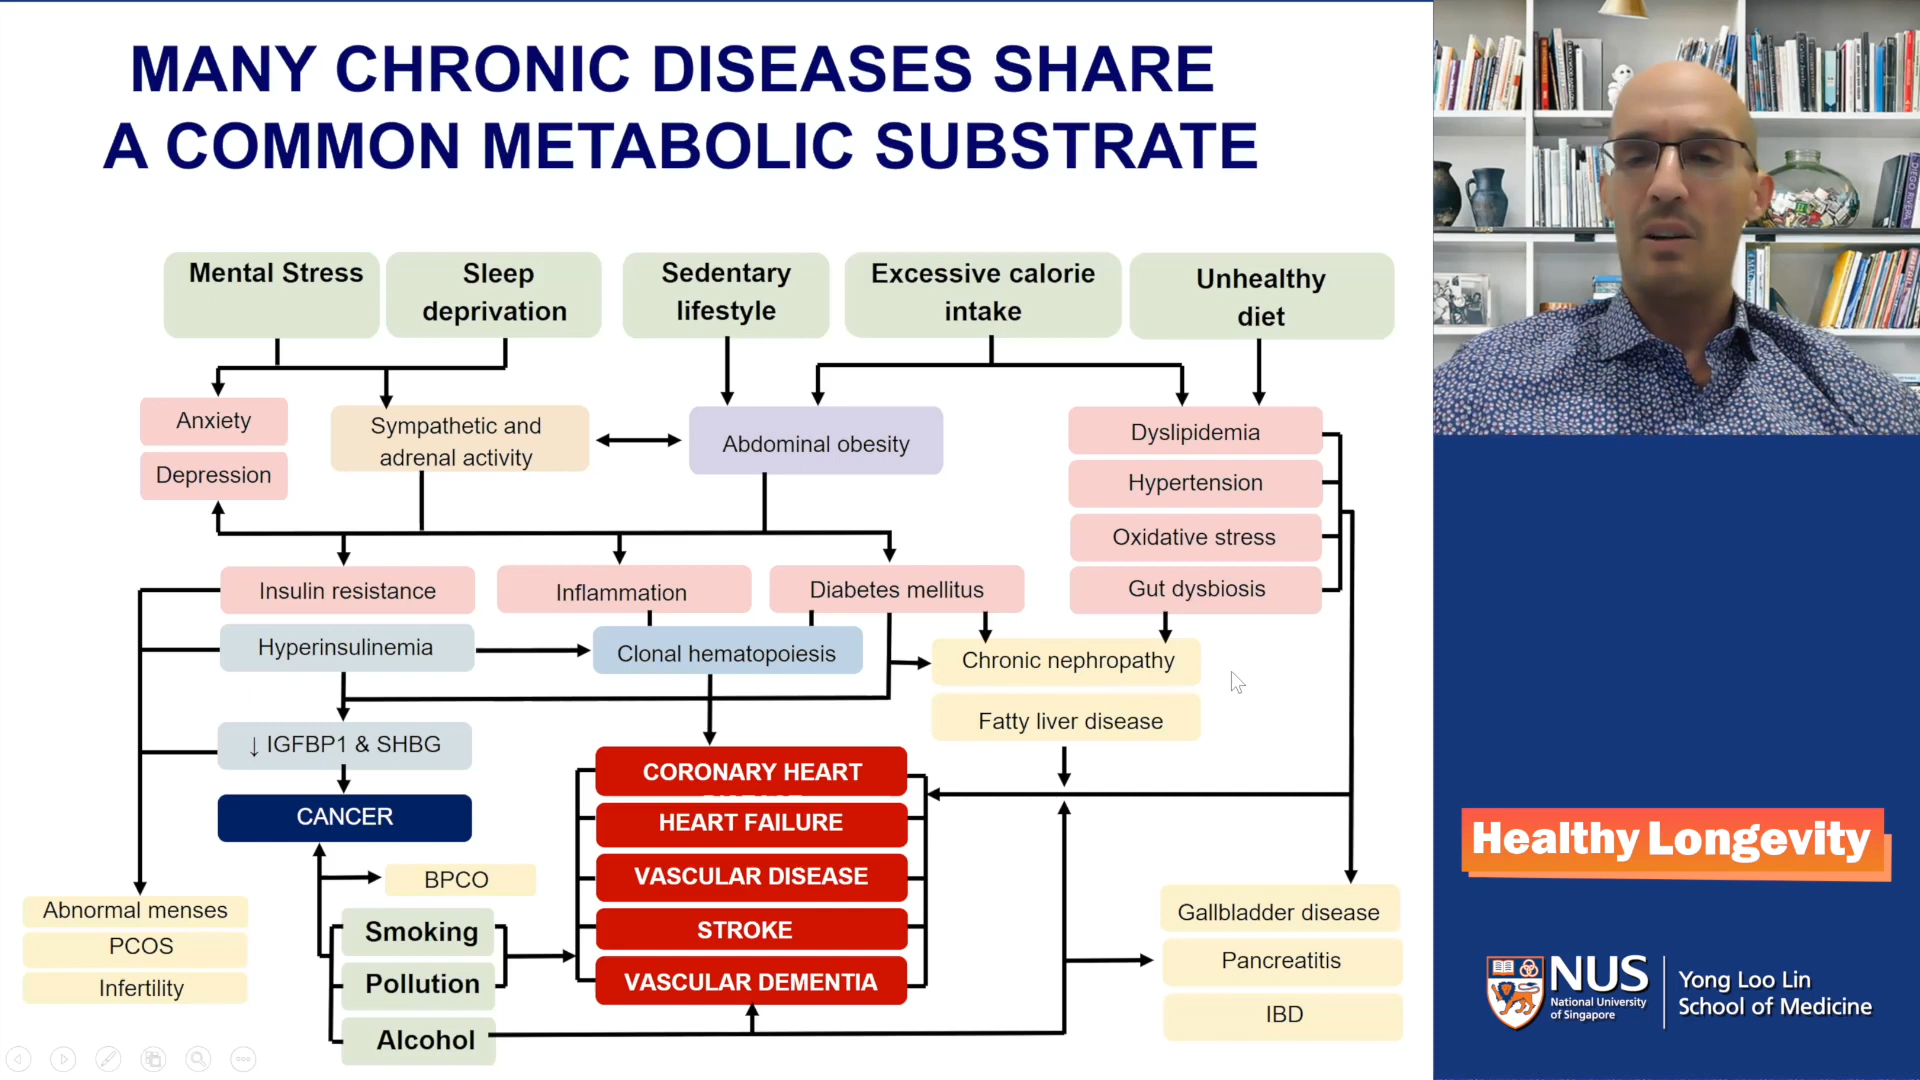 MANY CHRONIC DISEASES SHARE
A COMMON METABOLIC SUBSTRATE
Mental Stress
Sleep
deprivation
Sedentary
lifestyle
Excessive calorie
intake
Unhealthy
diet
Anxiety
Depression
Sympathetic and
adrenal activity
Abdominal obesity
Dyslipidemia
Hypertension
Oxidative stress
Gut dysbiosis
Insulin resistance
Inflammation
Diabetes mellitus
Hyperinsulinemia
Clonal hematopoiesis
Chronic nephropathy
Fatty liver disease
↓ IGFBP1 & SHBG
CANCER
CORONARY HEART
HEART FAILURE
VASCULAR DISEASE
STROKE
VASCULAR DEMENTIA
BPCO
Smoking
Pollution
Alcohol
Abnormal menses
PCOS
Infertility
Gallbladder disease
Pancreatitis
IBD
DIEGO RIVERA
Healthy Longevity
NUS
National University
of Singapore
Yong Loo Lin
School of Medicine